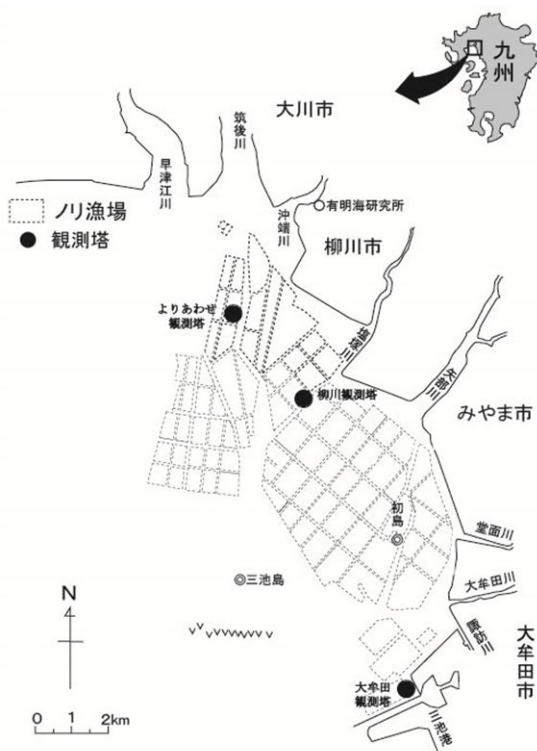 九州
大川市
筑後川
早津江川
沖端川
有明海研究所
ノリ漁場
観測塔
柳川市
よりあわせ
観測塔
塩塚川
矢部川
柳川観測塔
みやま市
初島
堂面川
三池島
大牟田川
諏訪川
大牟田市
N
大牟田
観測塔
三池港
0 1 2km